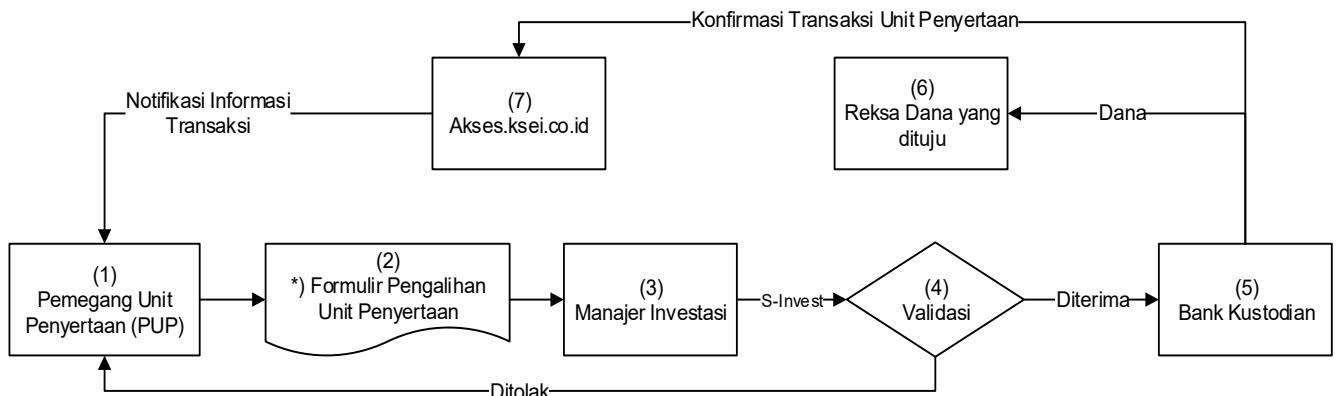 Konfirmasi Transaksi Unit Penyertaan
Notifikasi Informasi
Transaksi
(7)
Akses.ksei.co.id
(6)
Reksa Dana yang
dituju
Dana
(1)
Pemegang Unit
Penyertaan (PUP)
(2)
*) Formulir Pengalihan
Unit Penyertaan
(3)
Manajer Investasi
S-Invest
(4)
Validasi
Diterima
(5)
Bank Kustodian
Ditolak